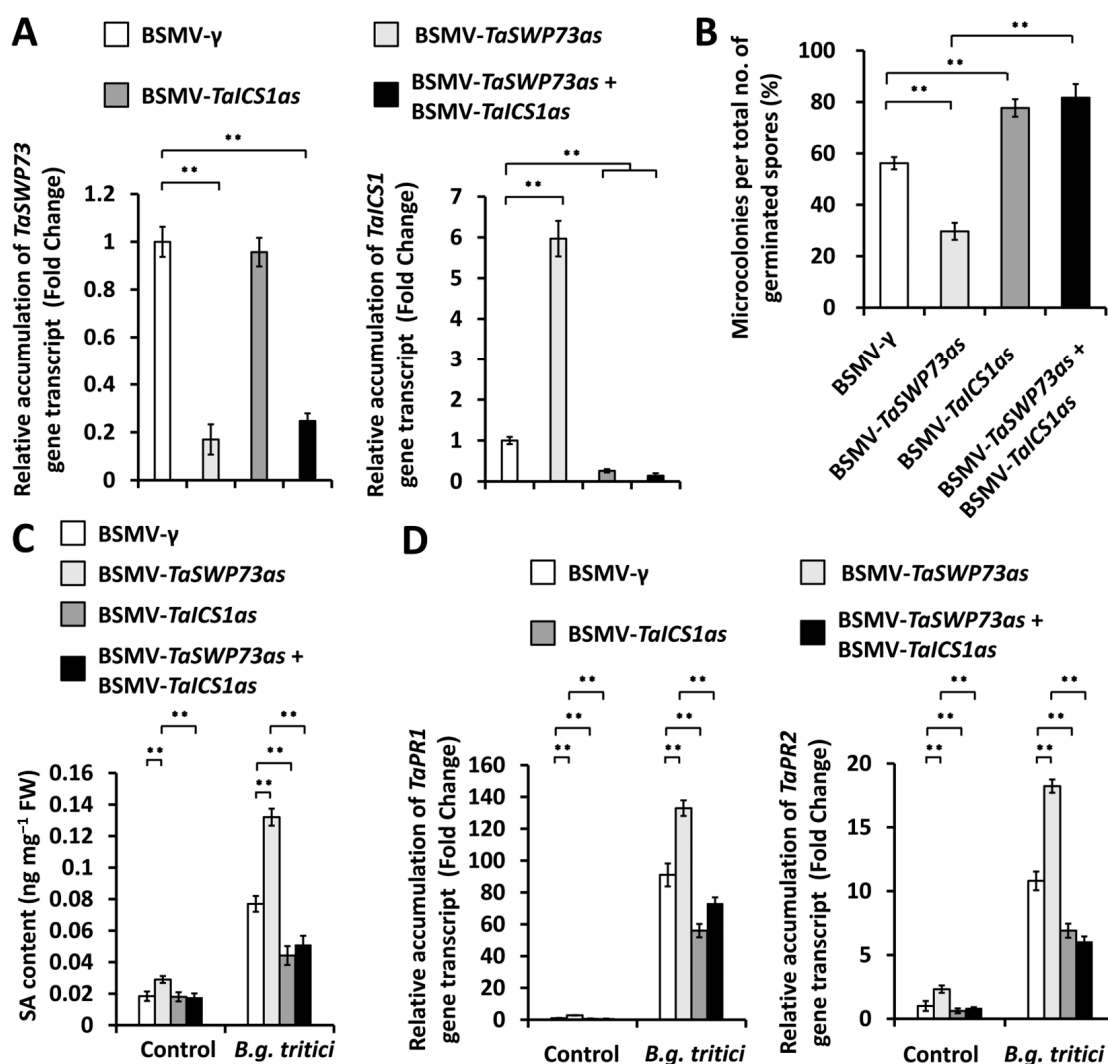 A
BSMV-γ
BSMV-TaSWP73as
BSMV-TaICS1as
BSMV-TaSWP73as +
BSMV-TaICS1as
Relative accumulation of TaSWP73
gene transcript (Fold Change)
1.2
1
0.8
0.6
0.4
0.2
0
**
**
Relative accumulation of TaICS1
gene transcript (Fold Change)
7
6
5
4
3
2
1
0
**
**
B
Microcolonies per total no. of
germinated spores (%)
100
80
60
40
20
0
**
**
**
BSMV-γ
BSMV-TaSWP73as
BSMV-TaICS1as
BSMV-TaSWP73as +
BSMV-TaICS1as
C
BSMV-γ
BSMV-TaSWP73as
BSMV-TaICS1as
BSMV-TaSWP73as +
BSMV-TaICS1as
SA content (ng mg⁻¹ FW)
0.16
0.14
0.12
0.1
0.08
0.06
0.04
0.02
0
**
**
**
**
**
Control
B.g. tritici
D
BSMV-γ
BSMV-TaSWP73as
BSMV-TaICS1as
BSMV-TaSWP73as +
BSMV-TaICS1as
Relative accumulation of TaPR1
gene transcript (Fold Change)
160
140
120
100
80
60
40
20
0
**
**
**
**
**
**
Control
B.g. tritici
Relative accumulation of TaPR2
gene transcript (Fold Change)
20
15
10
5
0
**
**
**
**
**
**
Control
B.g. tritici